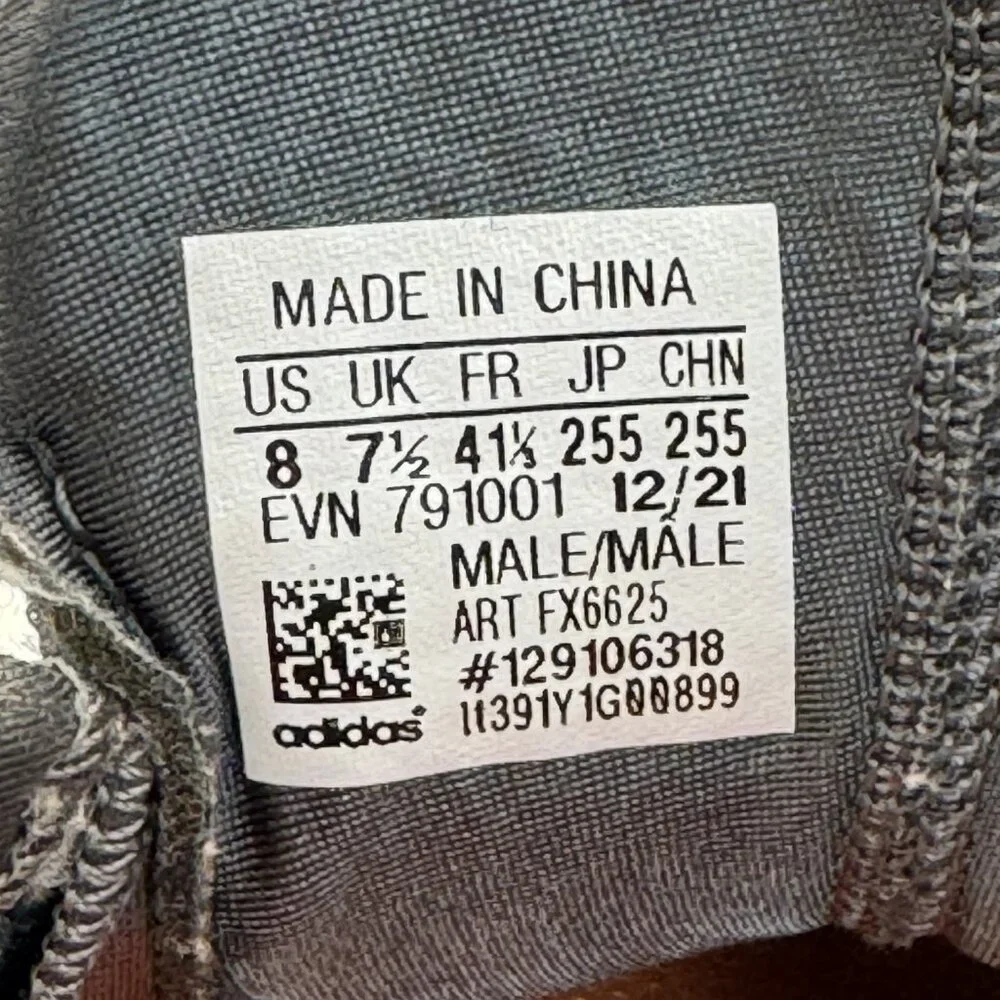 MADE IN CHINA
US UK FR JP CHN
8 7½ 41⅓ 255 255
EVN 791001 12/21
MALE/MÂLE
ART FX6625
#129106318
1t391Y1G00899
adidas